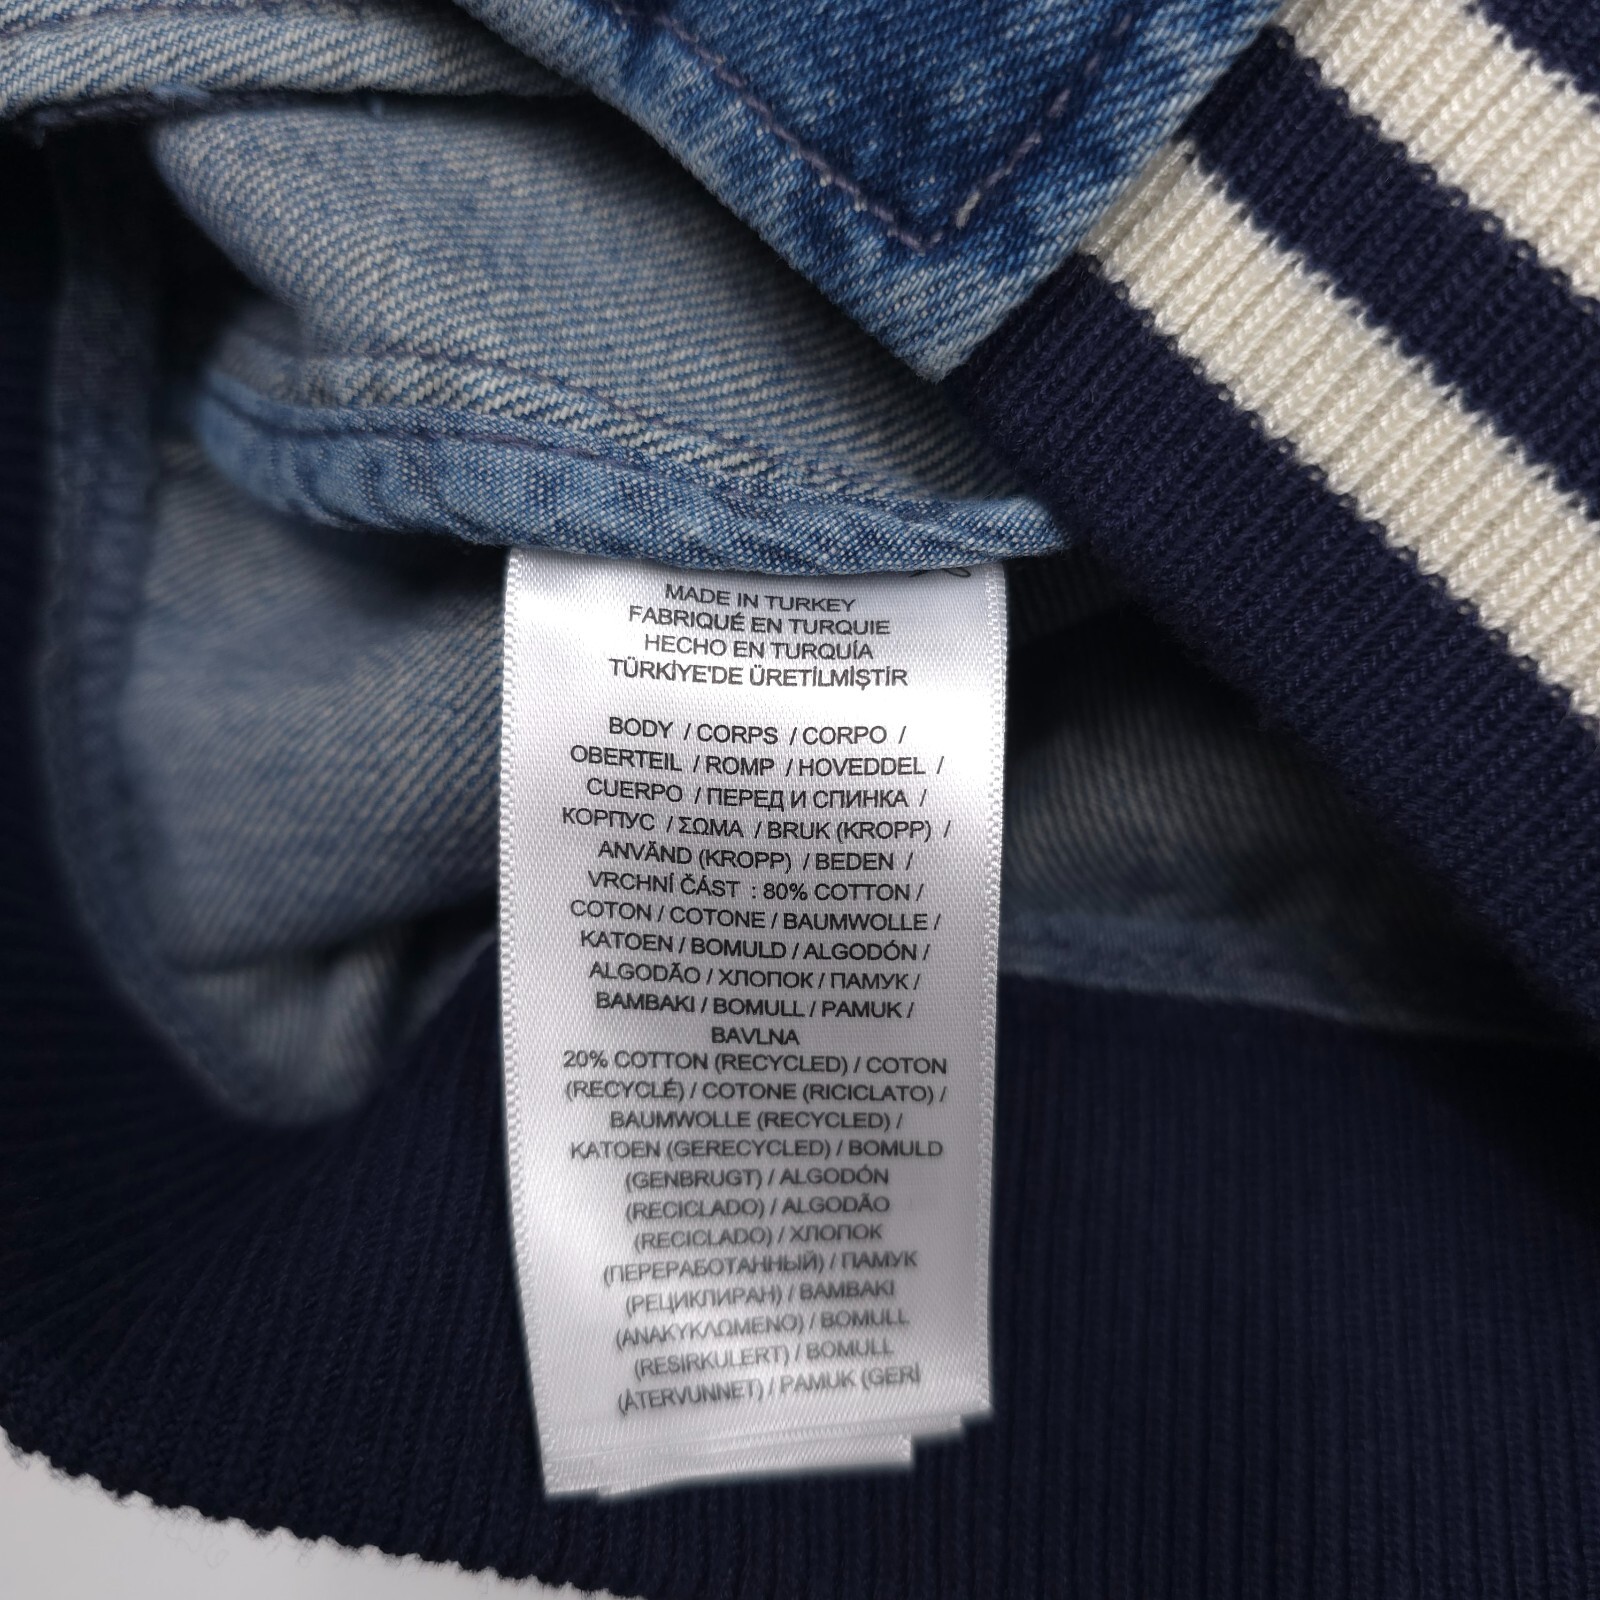 MADE IN TURKEY
FABRIQUÉ EN TURQUIE
HECHO EN TURQUÍA
TÜRKİYE'DE ÜRETİLMİŞTİR
BODY / CORPS / CORPO /
OBERTEIL / ROMP / HOVEDDEL /
CUERPO / ПЕРЕД И СПИНКА /
КОРПУС / ΣΩΜΑ / BRUK (KROPP) /
ANVÄND (KROPP) / BEDEN /
VRCHNÍ ČÁST : 80% COTTON /
COTON / COTONE / BAUMWOLLE /
KATOEN / BOMULD / ALGODÓN /
ALGODÃO / ХЛОПОК / ПАМУК /
BAMBAKI / BOMULL / PAMUK /
BAVLNA
20% COTTON (RECYCLED) / COTON
(RECYCLÉ) / COTONE (RICICLATO) /
BAUMWOLLE (RECYCLED) /
KATOEN (GERECYCLED) / BOMULD
(GENBRUGT) / ALGODÓN
(RECICLADO) / ALGODÃO
(RECICLADO) / ХЛОПОК
(ПЕРЕРАБОТАННЫЙ) / ПАМУК
(РЕЦИКЛИРАН) / BAMBAKI
(ΑΝΑΚΥΚΛΩΜΕΝΟ) / BOMULL
(RESIRKULERT) / BOMULL
(ÅTERVUNNET) / PAMUK (GERİ